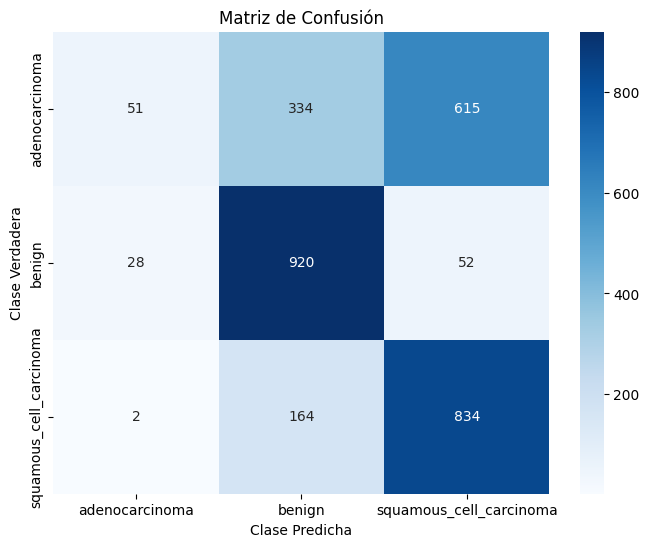 Matriz de Confusión
Clase Verdadera
adenocarcinoma
51 334 615
benign
28 920 52
squamous_cell_carcinoma
2 164 834
adenocarcinoma benign squamous_cell_carcinoma
Clase Predicha
800
600
400
200